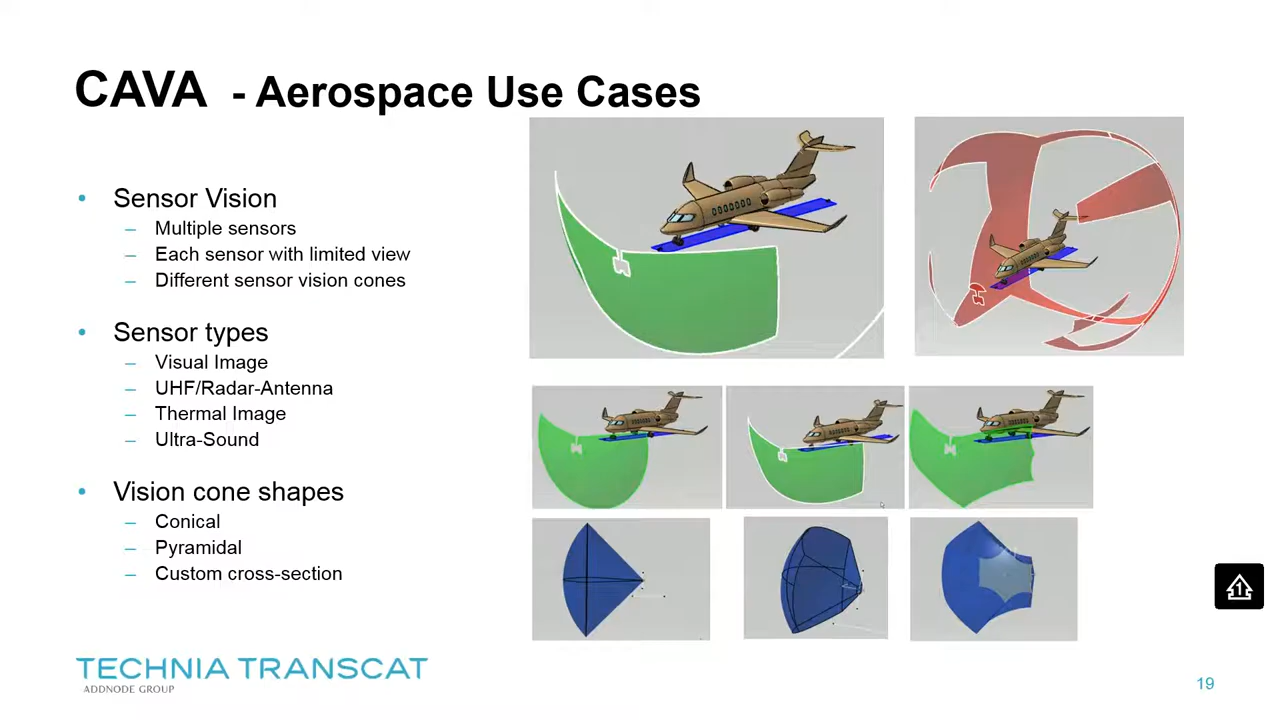 CAVA - Aerospace Use Cases
• Sensor Vision
– Multiple sensors
– Each sensor with limited view
– Different sensor vision cones
• Sensor types
– Visual Image
– UHF/Radar-Antenna
– Thermal Image
– Ultra-Sound
• Vision cone shapes
– Conical
– Pyramidal
– Custom cross-section
1
TECHNIA TRANSCAT
ADDNODE GROUP
19